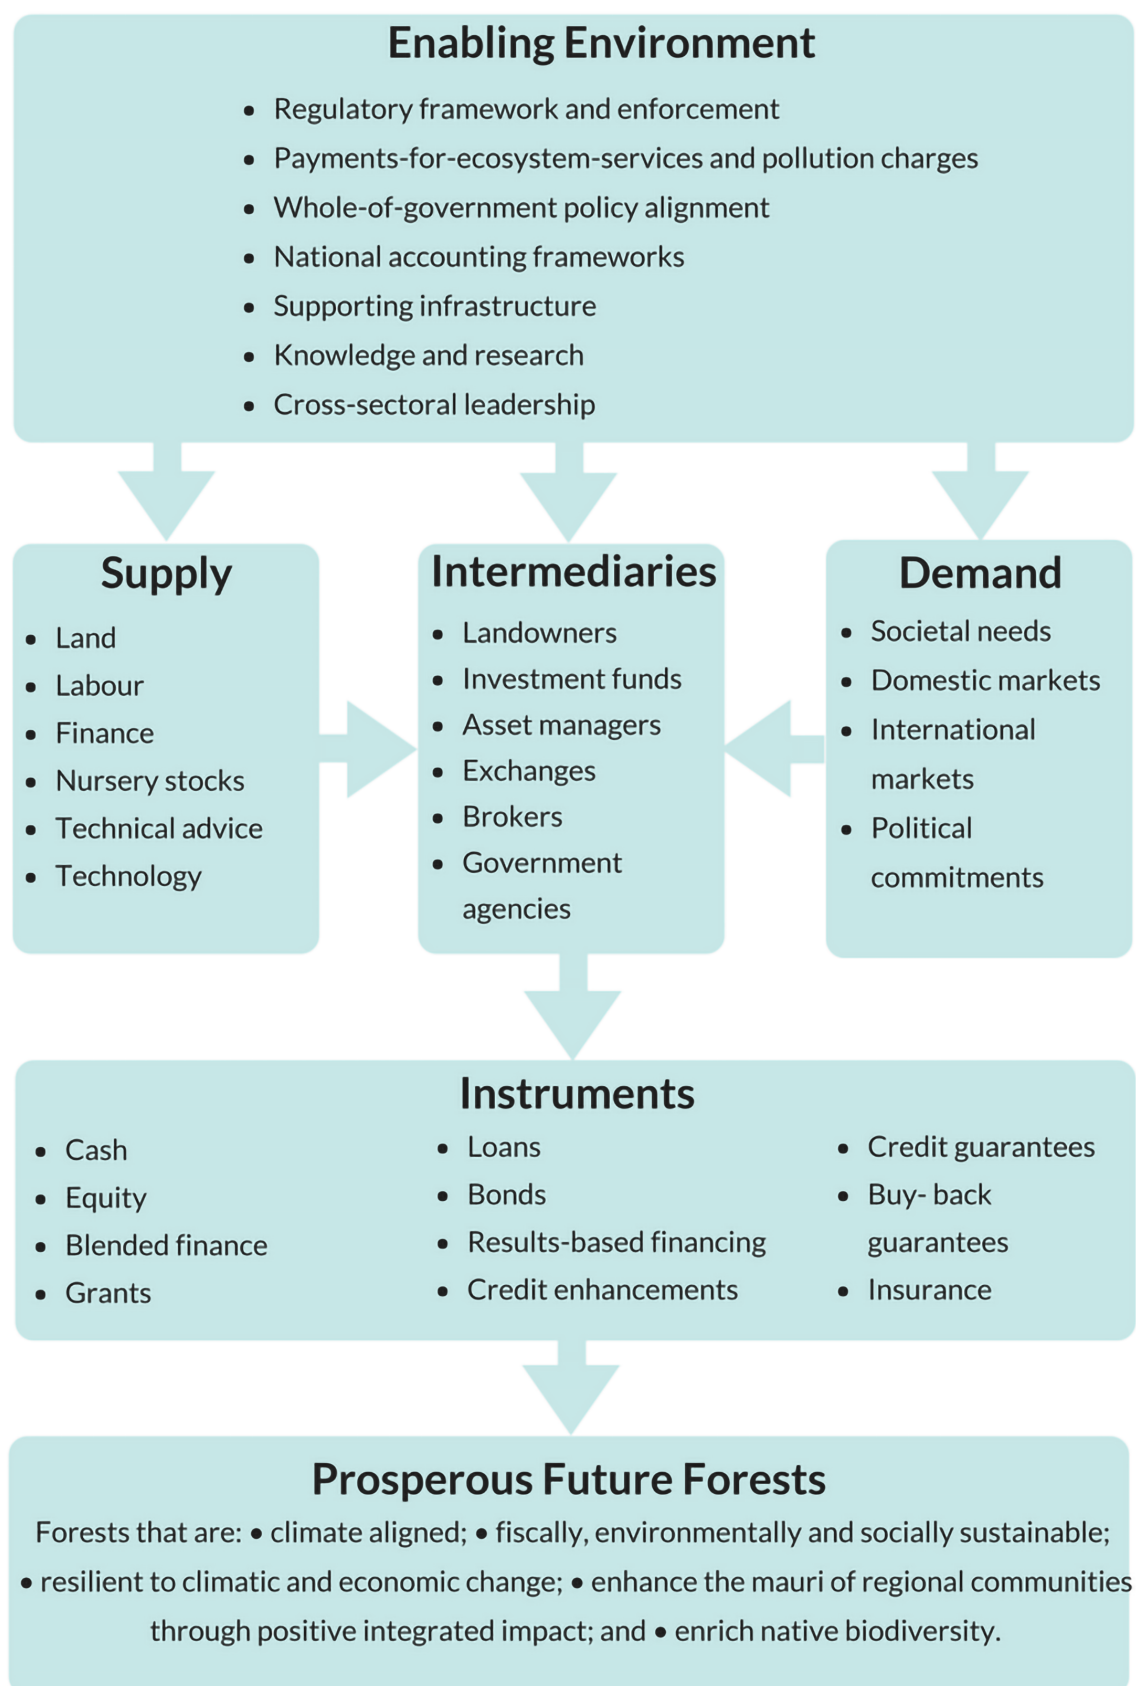 Enabling Environment
• Regulatory framework and enforcement
• Payments-for-ecosystem-services and pollution charges
• Whole-of-government policy alignment
• National accounting frameworks
• Supporting infrastructure
• Knowledge and research
• Cross-sectoral leadership
Supply
• Land
• Labour
• Finance
• Nursery stocks
• Technical advice
• Technology
Intermediaries
• Landowners
• Investment funds
• Asset managers
• Exchanges
• Brokers
• Government
agencies
Demand
• Societal needs
• Domestic markets
• International
markets
• Political
commitments
Instruments
• Cash
• Equity
• Blended finance
• Grants
• Loans
• Bonds
• Results-based financing
• Credit enhancements
• Credit guarantees
• Buy- back
guarantees
• Insurance
Prosperous Future Forests
Forests that are: • climate aligned; • fiscally, environmentally and socially sustainable;
• resilient to climatic and economic change; • enhance the mauri of regional communities
through positive integrated impact; and • enrich native biodiversity.